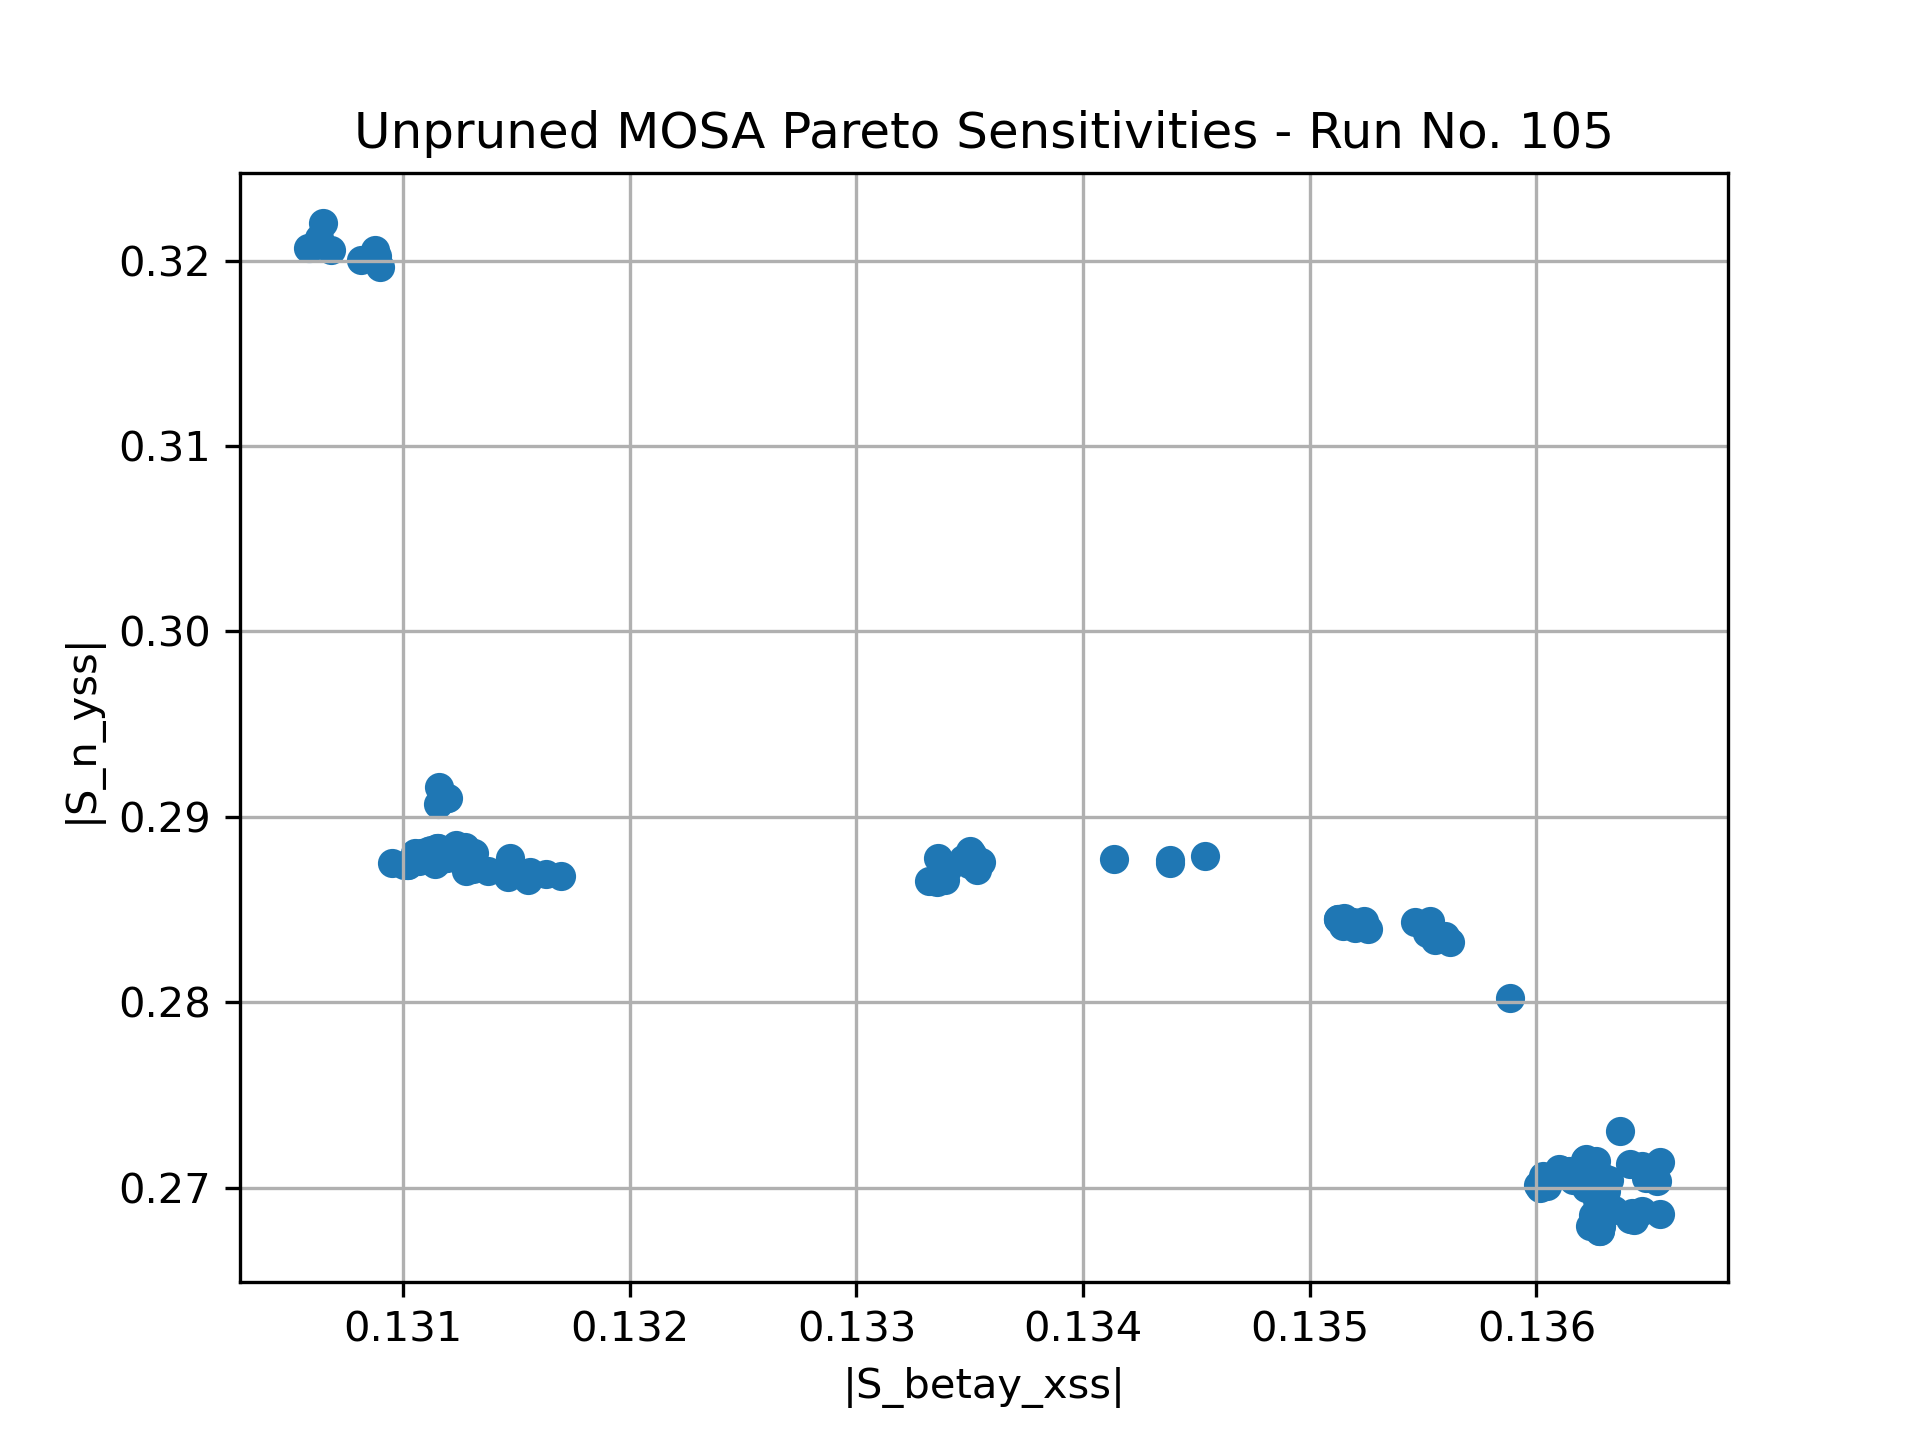 Unpruned MOSA Pareto Sensitivities - Run No. 105
|S_n_yss|
0.32
0.31
0.30
0.29
0.28
0.27
0.131 0.132 0.133 0.134 0.135 0.136
|S_betay_xss|